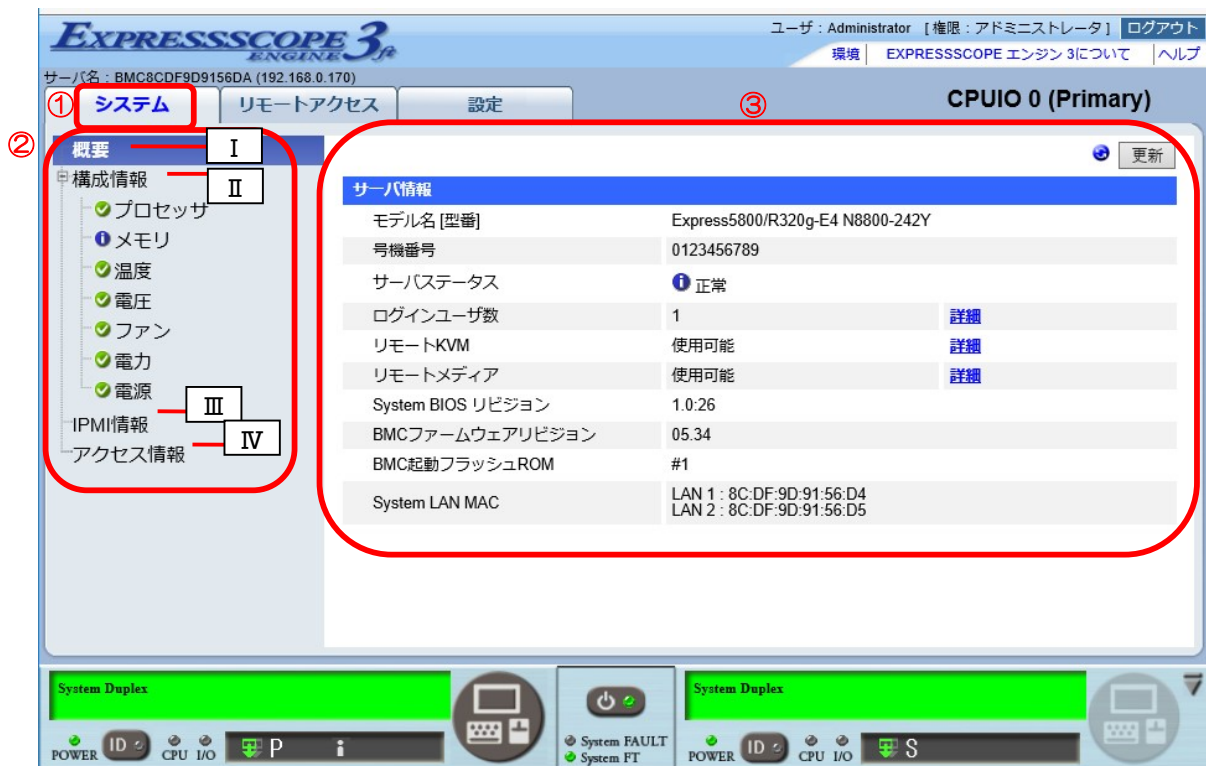 EXPRESSSCOPE ENGINE 3 ft
ユーザ : Administrator [権限 : アドミニストレータ] ログアウト
環境 EXPRESSSCOPE エンジン 3について ヘルプ
サーバ名 : BMC8CDF9D9156DA (192.168.0.170)
① システム リモートアクセス 設定 ③ CPUIO 0 (Primary)
②
概要 Ⅰ
構成情報 Ⅱ
プロセッサ
メモリ
温度
電圧
ファン
電力
電源
IPMI情報 Ⅲ
アクセス情報 Ⅳ
更新
サーバ情報
モデル名 [型番] Express5800/R320g-E4 N8800-242Y
号機番号 0123456789
サーバステータス 正常
ログインユーザ数 1 詳細
リモートKVM 使用可能 詳細
リモートメディア 使用可能 詳細
System BIOS リビジョン 1.0:26
BMCファームウェアリビジョン 05.34
BMC起動フラッシュROM #1
System LAN MAC LAN 1 : 8C:DF:9D:91:56:D4
LAN 2 : 8C:DF:9D:91:56:D5
System Duplex
POWER ID CPU I/O P i
System FAULT
System FT
System Duplex
POWER ID CPU I/O S